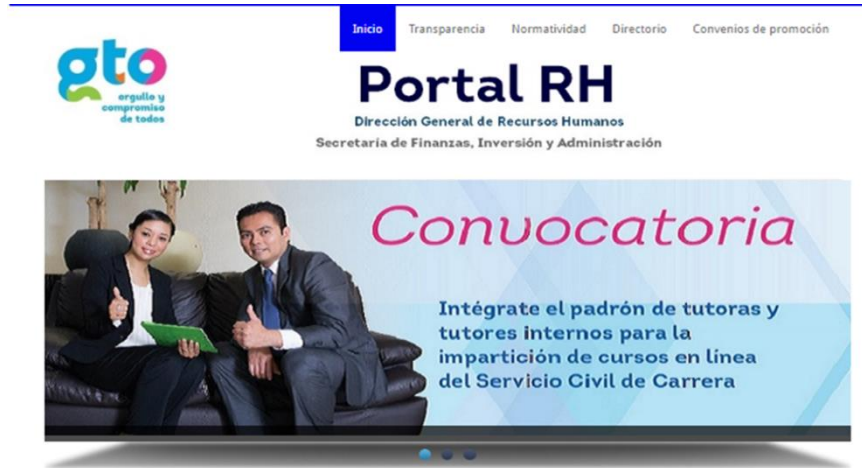 Inicio Transparencia Normatividad Directorio Convenios de promoción
gto
orgullo y
compromiso
de todos
Portal RH
Dirección General de Recursos Humanos
Secretaría de Finanzas, Inversión y Administración
Convocatoria
Intégrate el padrón de tutoras y
tutores internos para la
impartición de cursos en línea
del Servicio Civil de Carrera